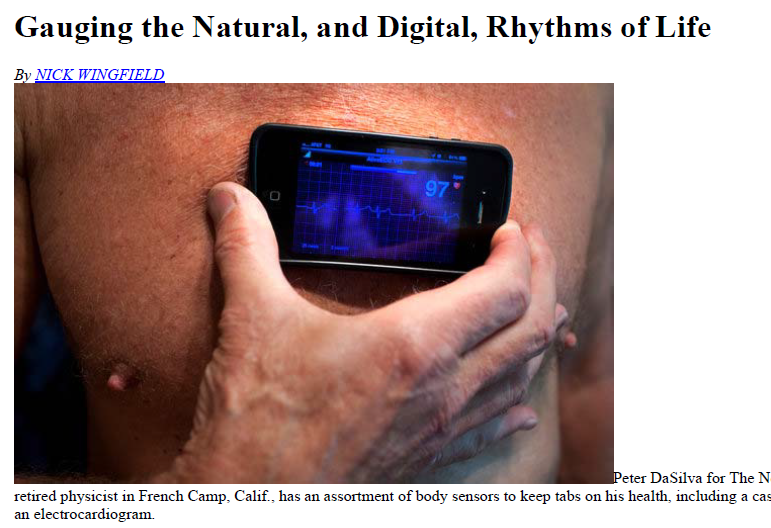 Gauging the Natural, and Digital, Rhythms of Life
By NICK WINGFIELD
97
Peter DaSilva for The N
retired physicist in French Camp, Calif., has an assortment of body sensors to keep tabs on his health, including a cas
an electrocardiogram.